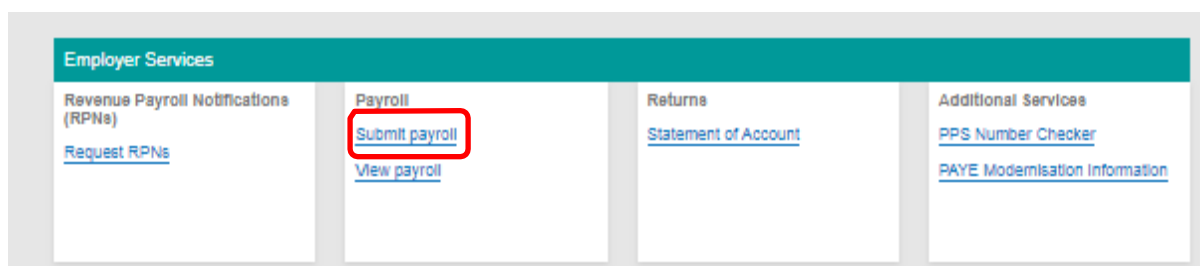 Employer Services
Revenue Payroll Notifications
(RPNs)
Request RPNs
Payroll
Submit payroll
View payroll
Returns
Statement of Account
Additional Services
PPS Number Checker
PAYE Modernisation Information